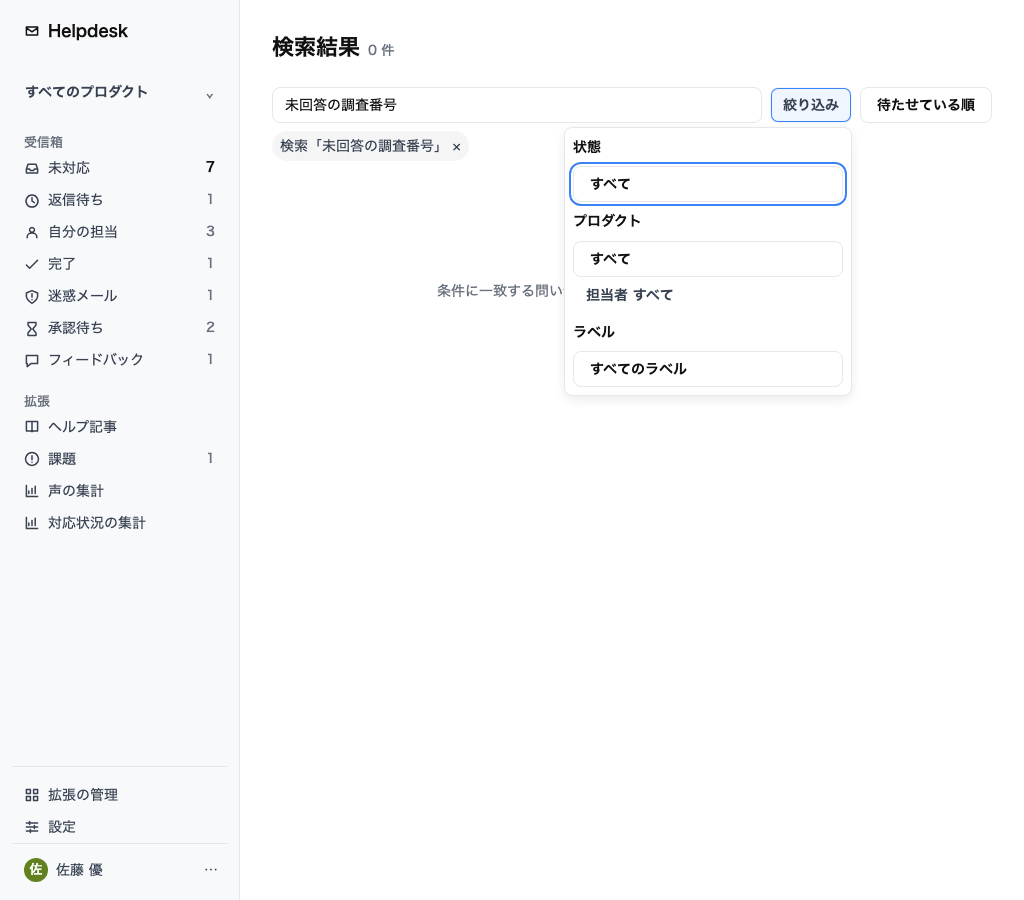 Helpdesk
すべてのプロダクト
受信箱
未対応 7
返信待ち 1
自分の担当 3
完了 1
迷惑メール 1
承認待ち 2
フィードバック 1
拡張
ヘルプ記事
課題 1
声の集計
対応状況の集計
拡張の管理
設定
佐 佐藤 優 …
検索結果 0 件
未回答の調査番号 絞り込み 待たせている順
検索「未回答の調査番号」 ×
状態
すべて
プロダクト
すべて
条件に一致する問い
担当者 すべて
ラベル
すべてのラベル